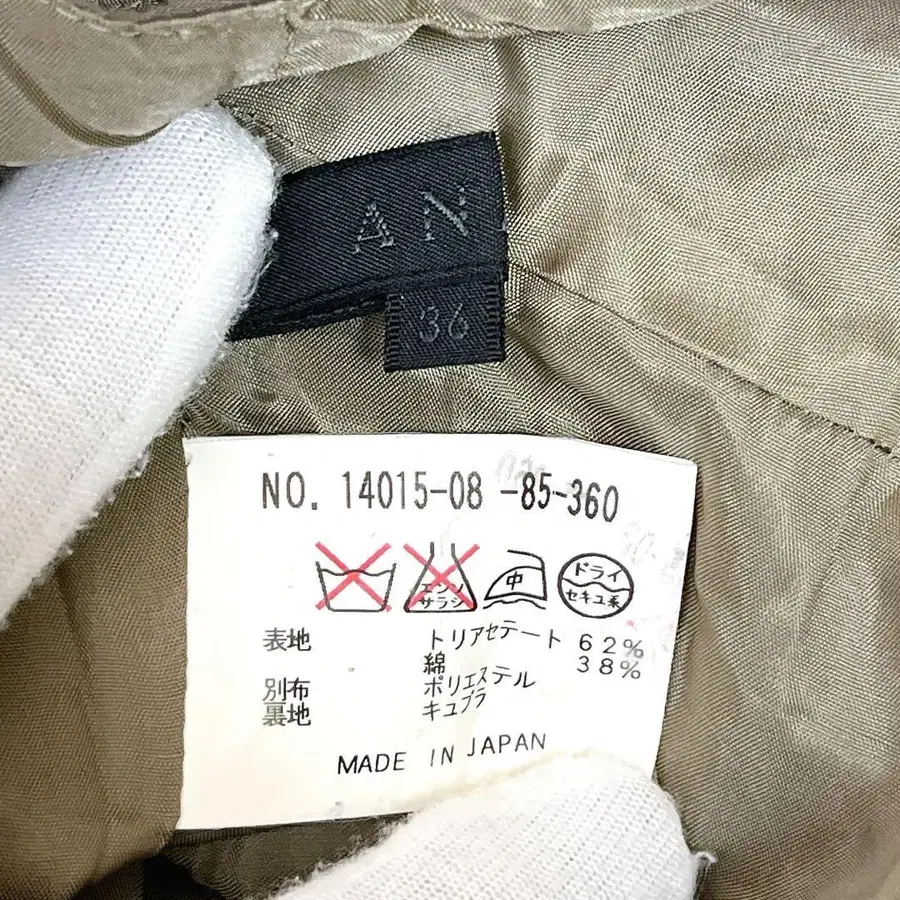 AN
36
NO. 14015-08 -85-360
エンソ
サラシ
中
ドライ
セキユ系
表地 トリアセテート 62%
綿 38%
別布 ポリエステル
裏地 キュプラ
MADE IN JAPAN